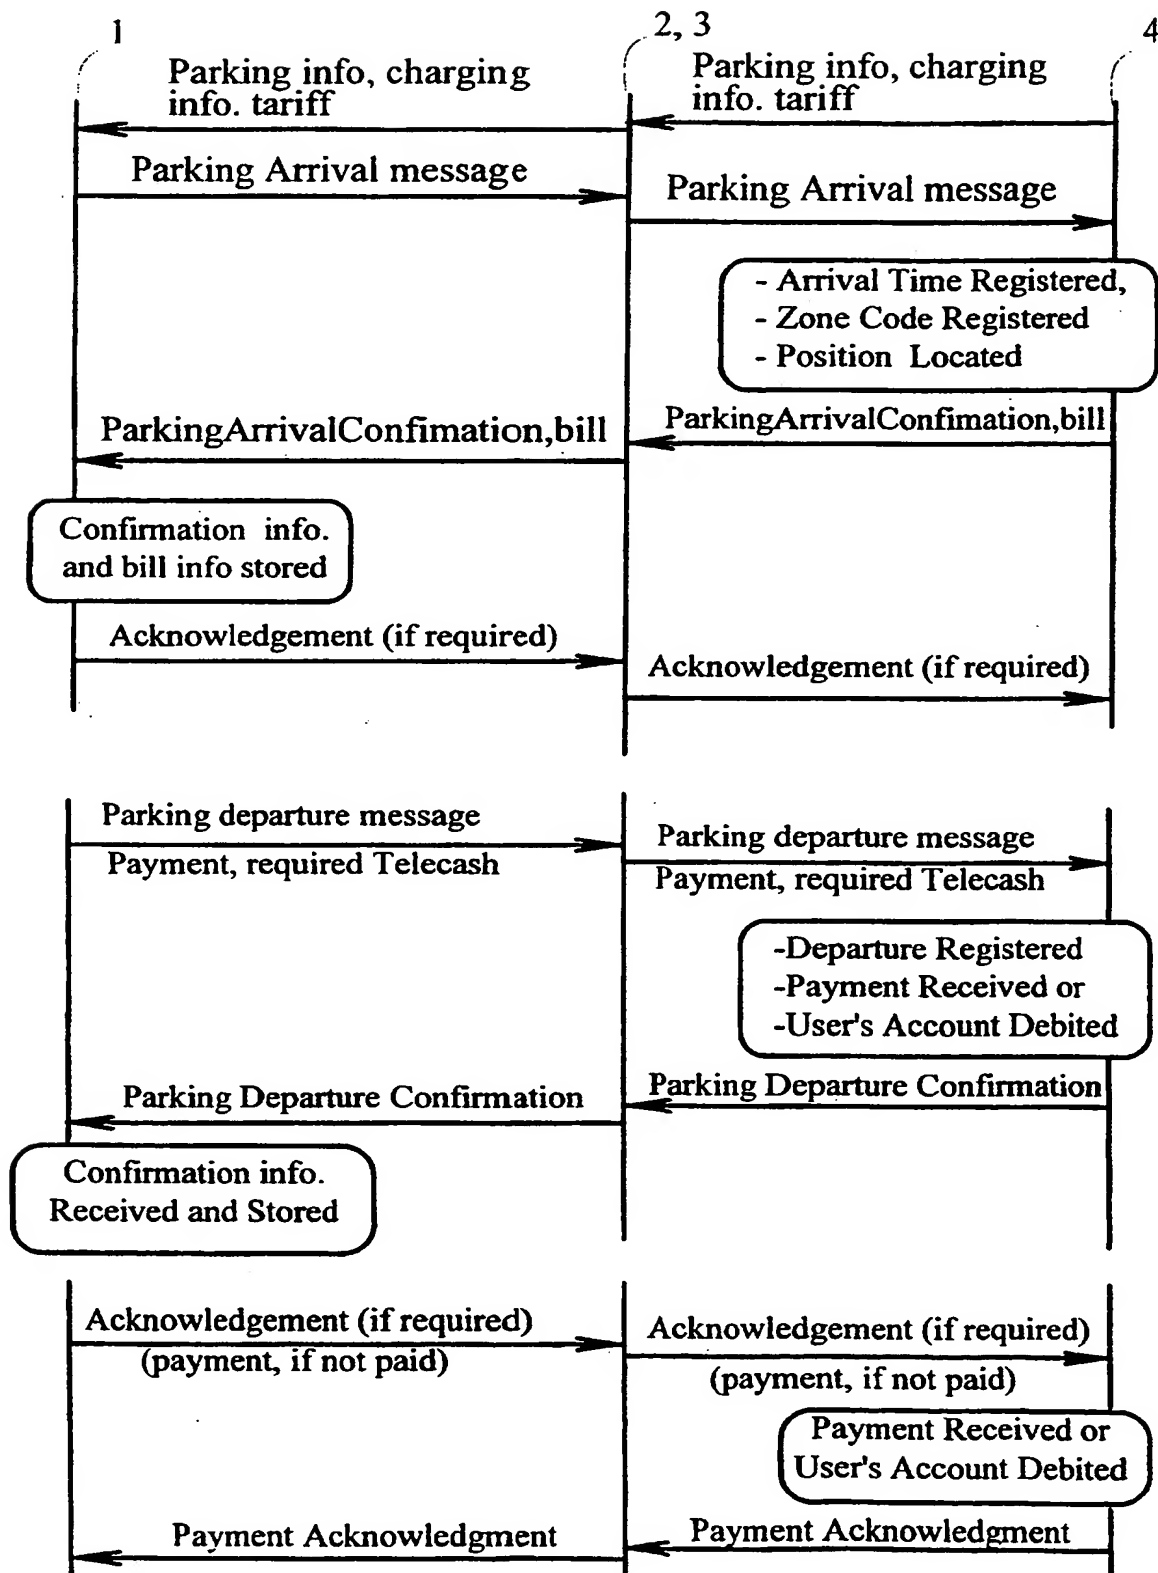 1
2, 3
4
Parking info, charging
info. tariff
Parking info, charging
info. tariff
Parking Arrival message
Parking Arrival message
- Arrival Time Registered,
- Zone Code Registered
- Position Located
ParkingArrivalConfimation,bill
ParkingArrivalConfimation,bill
Confirmation info.
and bill info stored
Acknowledgement (if required)
Acknowledgement (if required)
Parking departure message
Payment, required Telecash
Parking departure message
Payment, required Telecash
-Departure Registered
-Payment Received or
-User's Account Debited
Parking Departure Confirmation
Parking Departure Confirmation
Confirmation info.
Received and Stored
Acknowledgement (if required)
(payment, if not paid)
Acknowledgement (if required)
(payment, if not paid)
Payment Received or
User's Account Debited
Payment Acknowledgment
Payment Acknowledgment